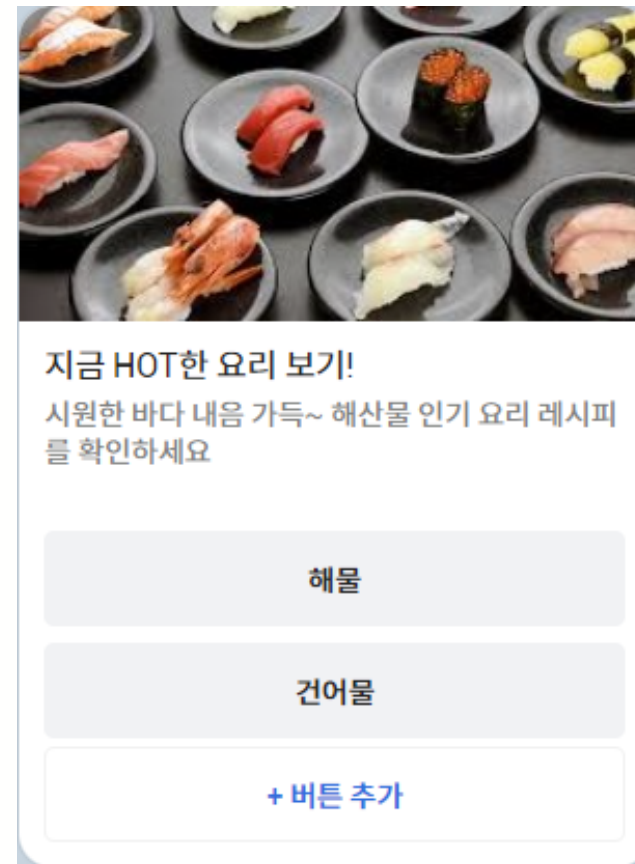 지금 HOT한 요리 보기!
시원한 바다 내음 가득~ 해산물 인기 요리 레시피
를 확인하세요
해물
건어물
+ 버튼 추가